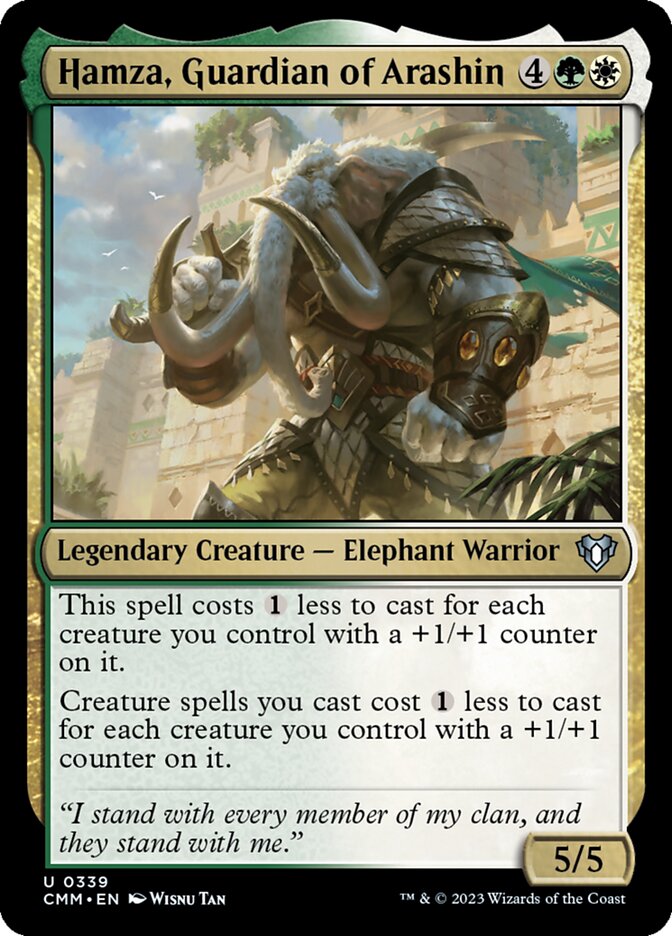 Hamza, Guardian of Arashin 4
Legendary Creature — Elephant Warrior
This spell costs 1 less to cast for each
creature you control with a +1/+1 counter
on it.
Creature spells you cast cost 1 less to cast
for each creature you control with a +1/+1
counter on it.
“I stand with every member of my clan, and
they stand with me.”
5/5
U 0339
CMM • EN Wisnu Tan
™ & © 2023 Wizards of the Coast